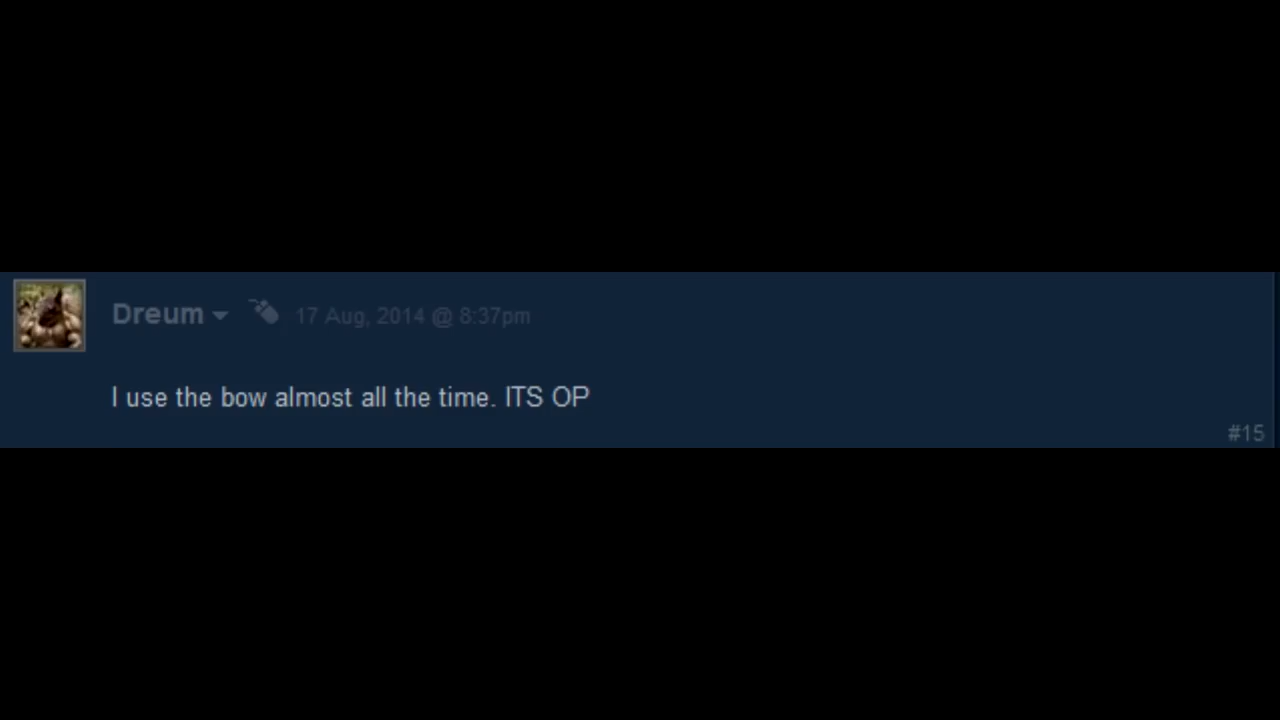 Dreum 17 Aug, 2014 @ 8:37pm
I use the bow almost all the time. ITS OP
#15